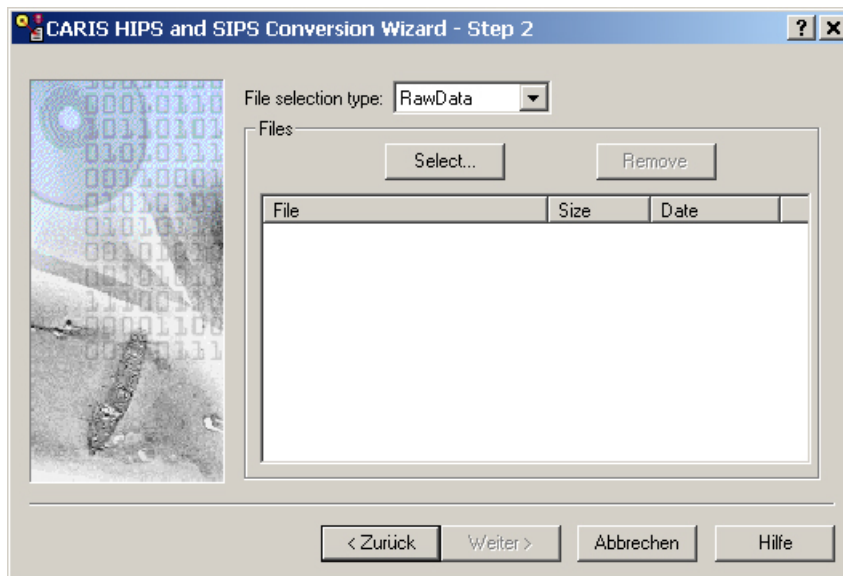 CARIS HIPS and SIPS Conversion Wizard - Step 2
File selection type: RawData
Files
Select... Remove
File Size Date
< Zurück Weiter > Abbrechen Hilfe